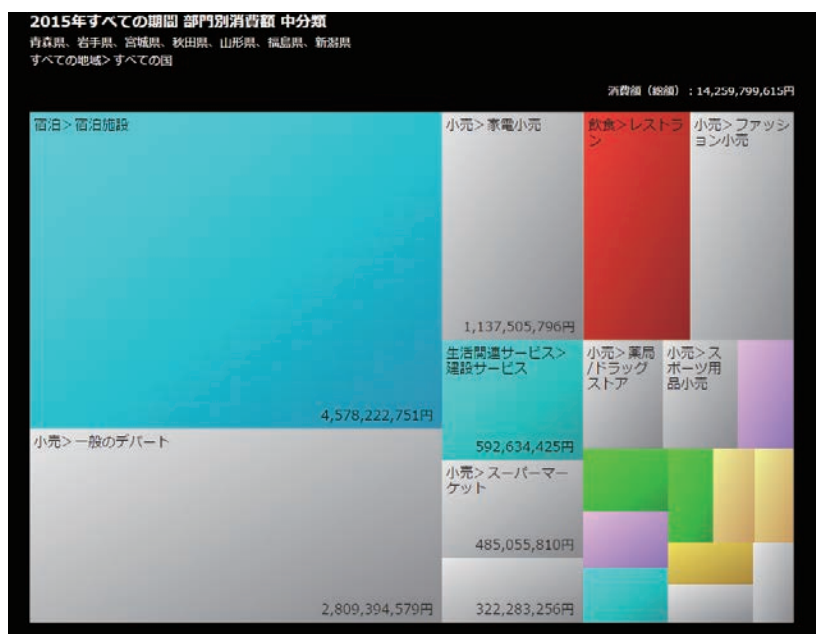 2015年すべての期間 部門別消費額 中分類
青森県、岩手県、宮城県、秋田県、山形県、福島県、新潟県
すべての地域>すべての国
消費額（総額）：14,259,799,615円
宿泊>宿泊施設
4,578,222,751円
小売>一般のデパート
2,809,394,579円
小売>家電小売
1,137,505,796円
生活関連サービス>
建設サービス
592,634,425円
小売>スーパーマー
ケット
485,055,810円
322,283,256円
飲食>レストラ
ン
小売>ファッシ
ョン小売
小売>薬局
/ドラッグ
ストア
小売>ス
ポーツ用
品小売